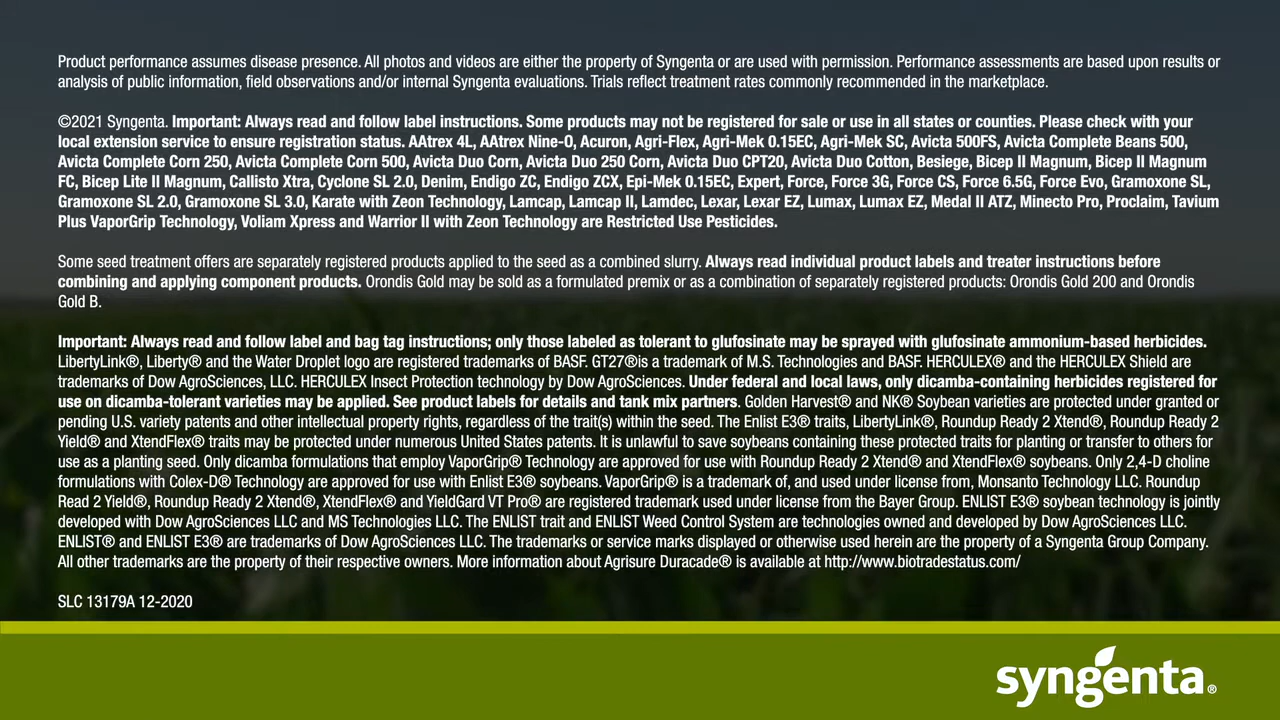 Product performance assumes disease presence. All photos and videos are either the property of Syngenta or are used with permission. Performance assessments are based upon results or
analysis of public information, field observations and/or internal Syngenta evaluations. Trials reflect treatment rates commonly recommended in the marketplace.
©2021 Syngenta. Important: Always read and follow label instructions. Some products may not be registered for sale or use in all states or counties. Please check with your
local extension service to ensure registration status. AAtrex 4L, AAtrex Nine-O, Acuron, Agri-Flex, Agri-Mek 0.15EC, Agri-Mek SC, Avicta 500FS, Avicta Complete Beans 500,
Avicta Complete Corn 250, Avicta Complete Corn 500, Avicta Duo Corn, Avicta Duo 250 Corn, Avicta Duo CPT20, Avicta Duo Cotton, Besiege, Bicep II Magnum, Bicep II Magnum
FC, Bicep Lite II Magnum, Callisto Xtra, Cyclone SL 2.0, Denim, Endigo ZC, Endigo ZCX, Epi-Mek 0.15EC, Expert, Force, Force 3G, Force CS, Force 6.5G, Force Evo, Gramoxone SL,
Gramoxone SL 2.0, Gramoxone SL 3.0, Karate with Zeon Technology, Lamcap, Lamcap II, Lamdec, Lexar, Lexar EZ, Lumax, Lumax EZ, Medal II ATZ, Minecto Pro, Proclaim, Tavium
Plus VaporGrip Technology, Voliam Xpress and Warrior II with Zeon Technology are Restricted Use Pesticides.
Some seed treatment offers are separately registered products applied to the seed as a combined slurry. Always read individual product labels and treater instructions before
combining and applying component products. Orondis Gold may be sold as a formulated premix or as a combination of separately registered products: Orondis Gold 200 and Orondis
Gold B.
Important: Always read and follow label and bag tag instructions; only those labeled as tolerant to glufosinate may be sprayed with glufosinate ammonium-based herbicides.
LibertyLink®, Liberty® and the Water Droplet logo are registered trademarks of BASF. GT27®is a trademark of M.S. Technologies and BASF. HERCULEX® and the HERCULEX Shield are
trademarks of Dow AgroSciences, LLC. HERCULEX Insect Protection technology by Dow AgroSciences. Under federal and local laws, only dicamba-containing herbicides registered for
use on dicamba-tolerant varieties may be applied. See product labels for details and tank mix partners. Golden Harvest® and NK® Soybean varieties are protected under granted or
pending U.S. variety patents and other intellectual property rights, regardless of the trait(s) within the seed. The Enlist E3® traits, LibertyLink®, Roundup Ready 2 Xtend®, Roundup Ready 2
Yield® and XtendFlex® traits may be protected under numerous United States patents. It is unlawful to save soybeans containing these protected traits for planting or transfer to others for
use as a planting seed. Only dicamba formulations that employ VaporGrip® Technology are approved for use with Roundup Ready 2 Xtend® and XtendFlex® soybeans. Only 2,4-D choline
formulations with Colex-D® Technology are approved for use with Enlist E3® soybeans. VaporGrip® is a trademark of, and used under license from, Monsanto Technology LLC. Roundup
Read 2 Yield®, Roundup Ready 2 Xtend®, XtendFlex® and YieldGard VT Pro® are registered trademark used under license from the Bayer Group. ENLIST E3® soybean technology is jointly
developed with Dow AgroSciences LLC and MS Technologies LLC. The ENLIST trait and ENLIST Weed Control System are technologies owned and developed by Dow AgroSciences LLC.
ENLIST® and ENLIST E3® are trademarks of Dow AgroSciences LLC. The trademarks or service marks displayed or otherwise used herein are the property of a Syngenta Group Company.
All other trademarks are the property of their respective owners. More information about Agrisure Duracade® is available at http://www.biotradestatus.com/
SLC 13179A 12-2020
syngenta®